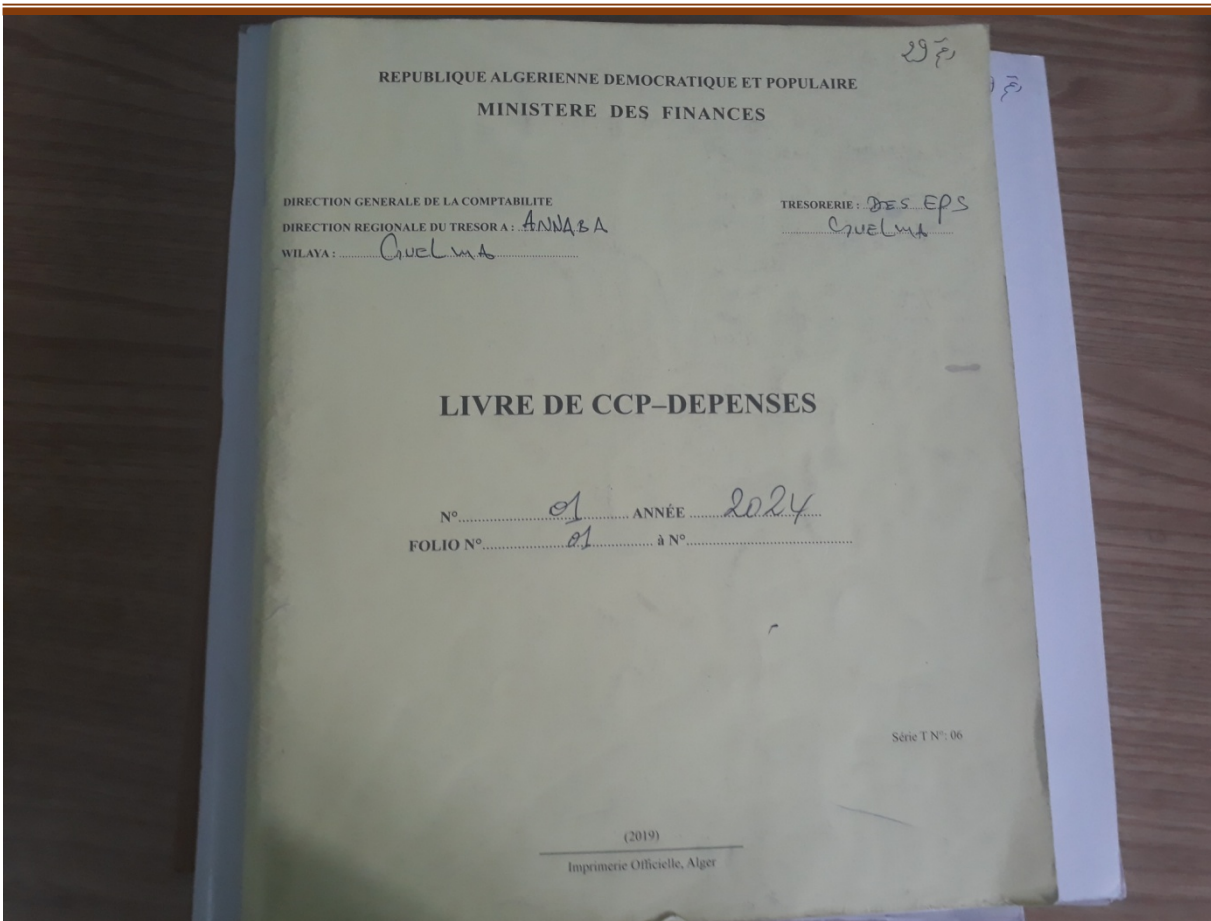 29
REPUBLIQUE ALGERIENNE DEMOCRATIQUE ET POPULAIRE
MINISTERE DES FINANCES
DIRECTION GENERALE DE LA COMPTABILITE
DIRECTION REGIONALE DU TRESOR A : ANNABA
WILAYA : GUELMA
TRESORERIE : DES EPS
GUELMA
LIVRE DE CCP–DEPENSES
N° 01 ANNÉE 2024
FOLIO N° 01 à N°
Série T N°: 06
(2019)
Imprimerie Officielle, Alger